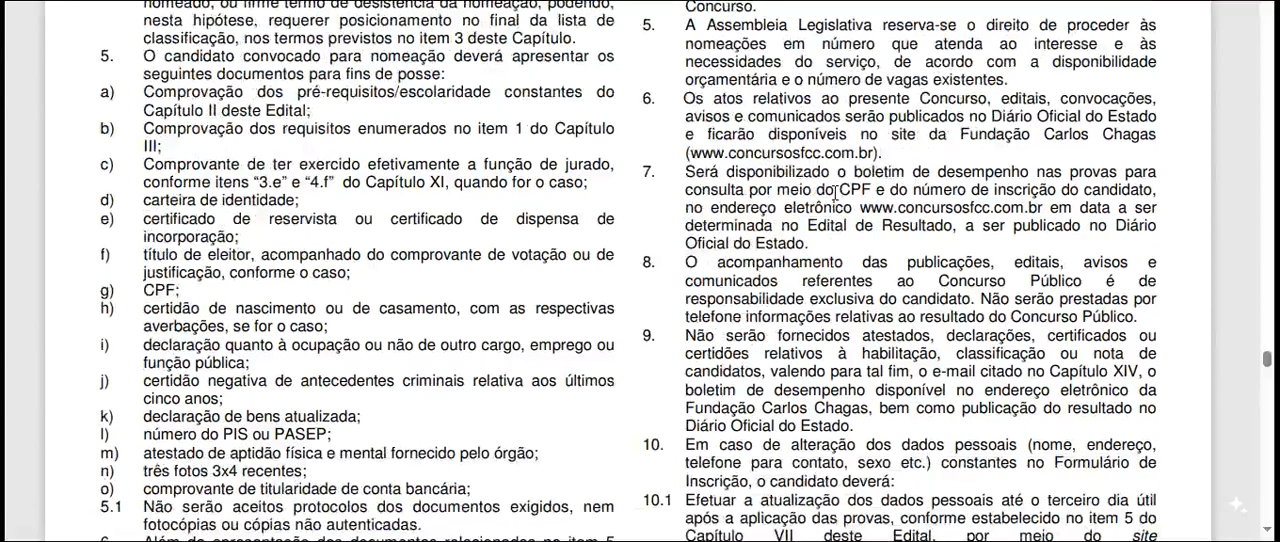 nomeado, ou firme termo de desistência da nomeação, podendo,
nesta hipótese, requerer posicionamento no final da lista de
classificação, nos termos previstos no item 3 deste Capítulo.
5. O candidato convocado para nomeação deverá apresentar os
seguintes documentos para fins de posse:
a) Comprovação dos pré-requisitos/escolaridade constantes do
Capítulo II deste Edital;
b) Comprovação dos requisitos enumerados no item 1 do Capítulo
III;
c) Comprovante de ter exercido efetivamente a função de jurado,
conforme itens “3.e” e “4.f” do Capítulo XI, quando for o caso;
d) carteira de identidade;
e) certificado de reservista ou certificado de dispensa de
incorporação;
f) título de eleitor, acompanhado do comprovante de votação ou de
justificação, conforme o caso;
g) CPF;
h) certidão de nascimento ou de casamento, com as respectivas
averbações, se for o caso;
i) declaração quanto à ocupação ou não de outro cargo, emprego ou
função pública;
j) certidão negativa de antecedentes criminais relativa aos últimos
cinco anos;
k) declaração de bens atualizada;
l) número do PIS ou PASEP;
m) atestado de aptidão física e mental fornecido pelo órgão;
n) três fotos 3x4 recentes;
o) comprovante de titularidade de conta bancária;
5.1 Não serão aceitos protocolos dos documentos exigidos, nem
fotocópias ou cópias não autenticadas.
6. Além da apresentação dos documentos relacionados no item 5
Concurso.
5. A Assembleia Legislativa reserva-se o direito de proceder às
nomeações em número que atenda ao interesse e às
necessidades do serviço, de acordo com a disponibilidade
orçamentária e o número de vagas existentes.
6. Os atos relativos ao presente Concurso, editais, convocações,
avisos e comunicados serão publicados no Diário Oficial do Estado
e ficarão disponíveis no site da Fundação Carlos Chagas
(www.concursosfcc.com.br).
7. Será disponibilizado o boletim de desempenho nas provas para
consulta por meio do CPF e do número de inscrição do candidato,
no endereço eletrônico www.concursosfcc.com.br em data a ser
determinada no Edital de Resultado, a ser publicado no Diário
Oficial do Estado.
8. O acompanhamento das publicações, editais, avisos e
comunicados referentes ao Concurso Público é de
responsabilidade exclusiva do candidato. Não serão prestadas por
telefone informações relativas ao resultado do Concurso Público.
9. Não serão fornecidos atestados, declarações, certificados ou
certidões relativos à habilitação, classificação ou nota de
candidatos, valendo para tal fim, o e-mail citado no Capítulo XIV, o
boletim de desempenho disponível no endereço eletrônico da
Fundação Carlos Chagas, bem como publicação do resultado no
Diário Oficial do Estado.
10. Em caso de alteração dos dados pessoais (nome, endereço,
telefone para contato, sexo etc.) constantes no Formulário de
Inscrição, o candidato deverá:
10.1 Efetuar a atualização dos dados pessoais até o terceiro dia útil
após a aplicação das provas, conforme estabelecido no item 5 do
Capítulo VII deste Edital, por meio do site